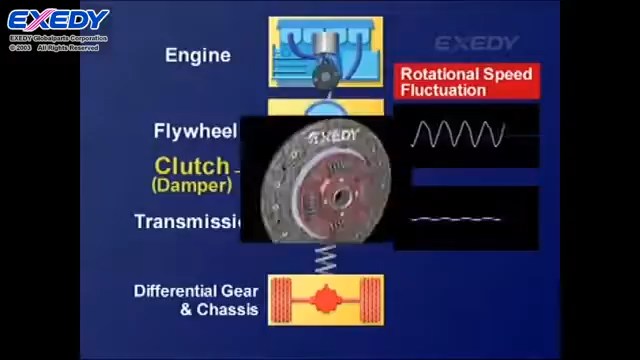 EXEDY
EXEDY Globalparts Corporation
© 2003 All Rights Reserved
EXEDY
Engine
Rotational Speed
Fluctuation
Flywheel
EXEDY
Clutch
(Damper)
Transmissio
Differential Gear
& Chassis